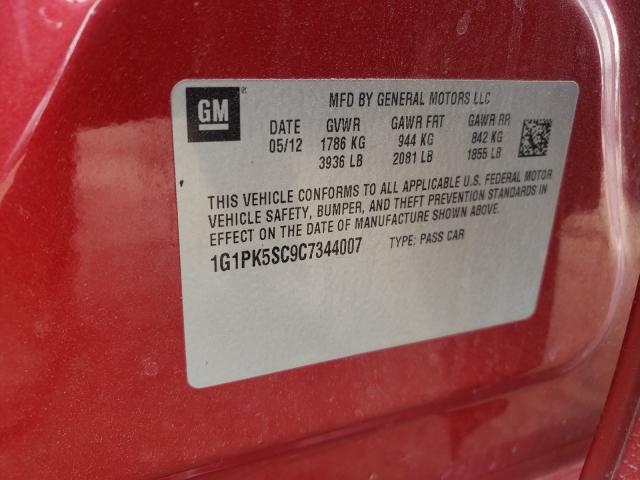 GM
MFD BY GENERAL MOTORS LLC
DATE GVWR GAWR FRT GAWR RR
05/12 1786 KG 944 KG 842 KG
3936 LB 2081 LB 1855 LB
THIS VEHICLE CONFORMS TO ALL APPLICABLE U.S. FEDERAL MOTOR
VEHICLE SAFETY, BUMPER, AND THEFT PREVENTION STANDARDS IN
EFFECT ON THE DATE OF MANUFACTURE SHOWN ABOVE.
1G1PK5SC9C7344007 TYPE: PASS CAR